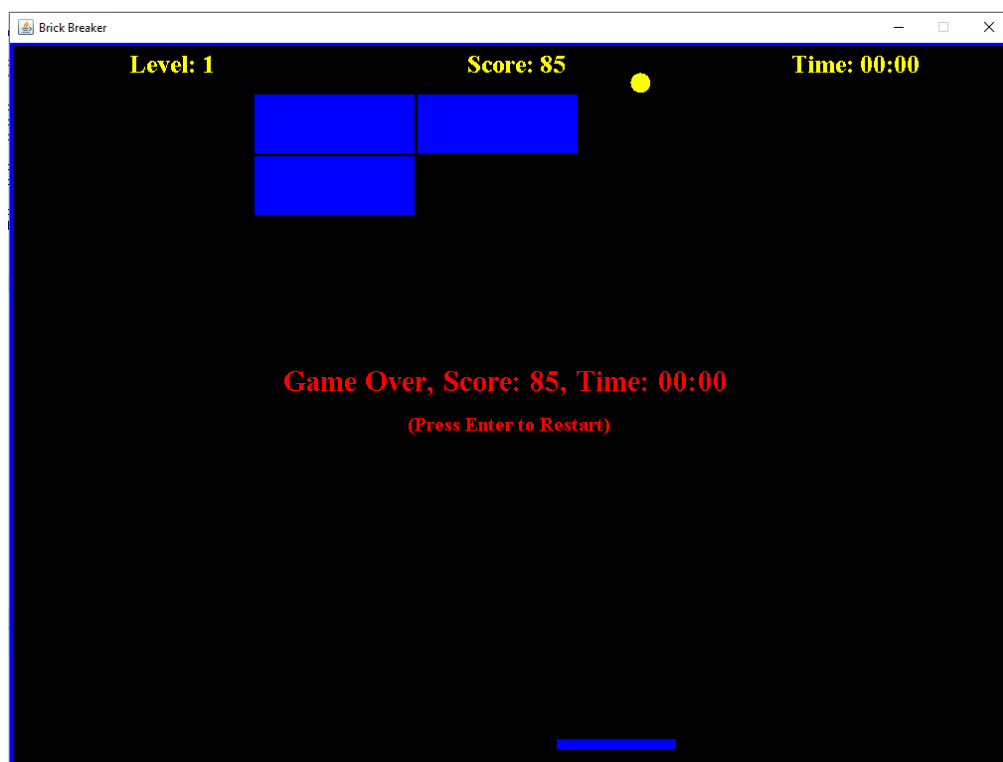 Brick Breaker
Level: 1 Score: 85 Time: 00:00
Game Over, Score: 85, Time: 00:00
(Press Enter to Restart)